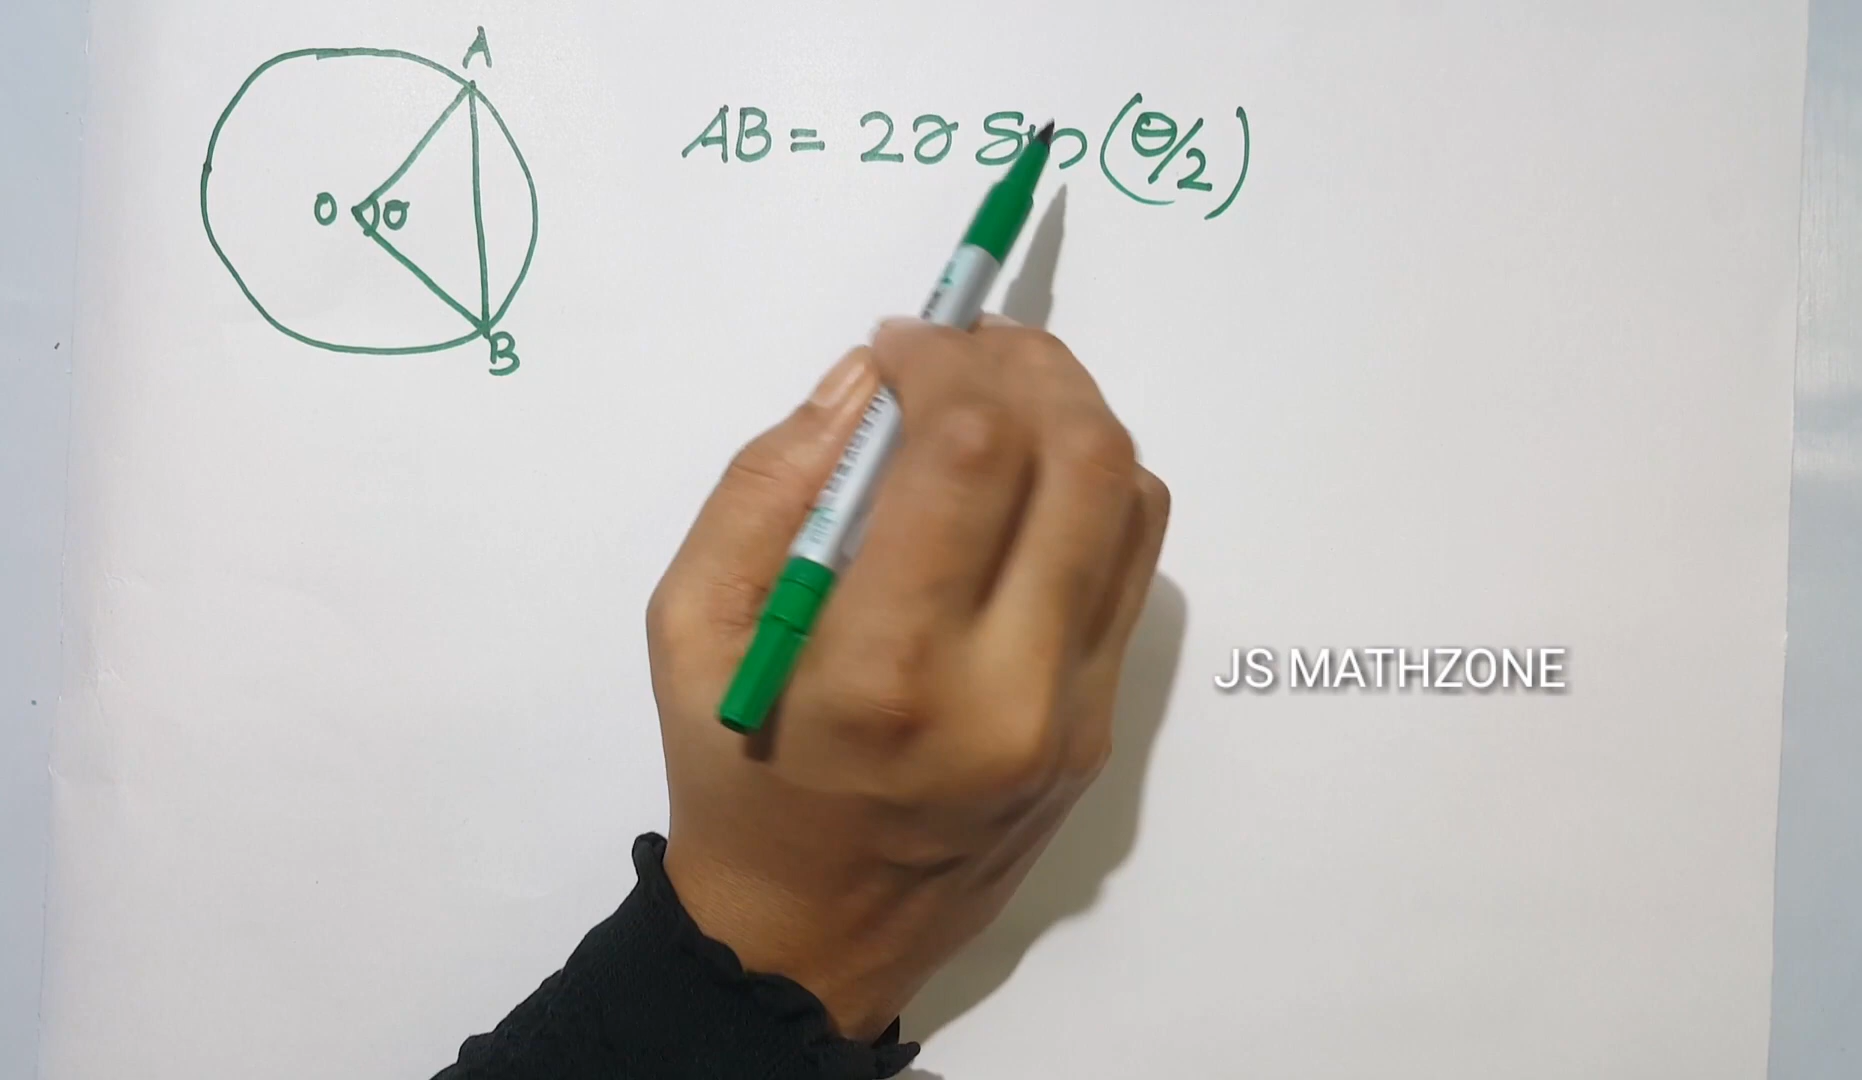 A
AB = 2r Sin (θ/2)
O θ
B
JS MATHZONE